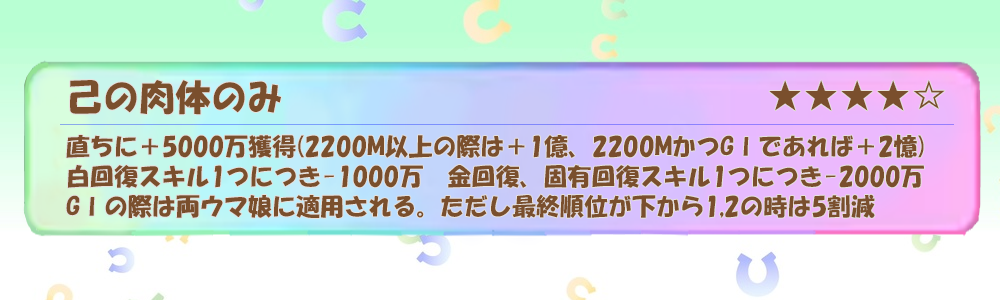 己の肉体のみ ★★★★☆
直ちに＋5000万獲得(2200M以上の際は＋1億、2200MかつGⅠであれば＋2億)
白回復スキル1つにつき-1000万　金回復、固有回復スキル1つにつき-2000万
GⅠの際は両ウマ娘に適用される。ただし最終順位が下から1,2の時は5割減